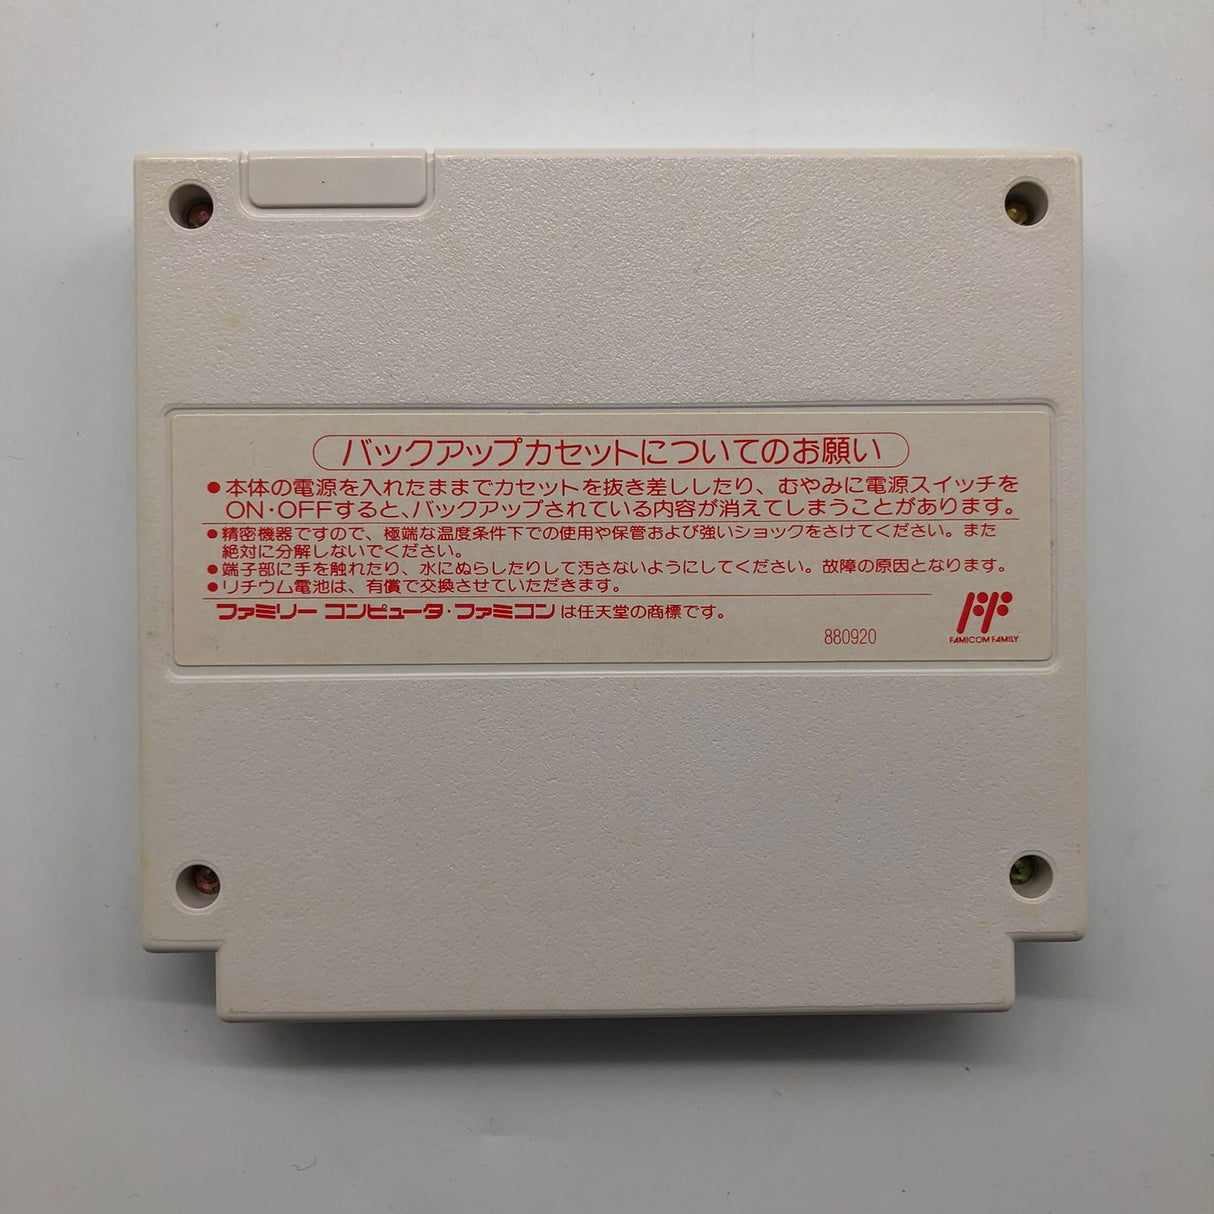 バックアップカセットについてのお願い
●本体の電源を入れたままでカセットを抜き差ししたり、むやみに電源スイッチを
ON・OFFすると、バックアップされている内容が消えてしまうことがあります。
●精密機器ですので、極端な温度条件下での使用や保管および強いショックをさけてください。また
絶対に分解しないでください。
●端子部に手を触れたり、水にぬらしたりして汚さないようにしてください。故障の原因となります。
●リチウム電池は、有償で交換させていただきます。
ファミリー コンピュータ・ファミコンは任天堂の商標です。
880920
FAMICOM FAMILY